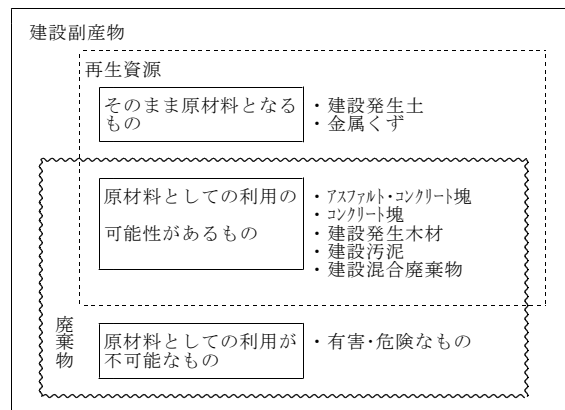 建設副産物
再生資源
そのまま原材料となる
もの
・建設発生土
・金属くず
原材料としての利用の
可能性があるもの
・ｱｽﾌｧﾙﾄ・ｺﾝｸﾘｰﾄ塊
・ｺﾝｸﾘｰﾄ塊
・建設発生木材
・建設汚泥
・建設混合廃棄物
廃棄物
原材料としての利用が
不可能なもの
・有害・危険なもの